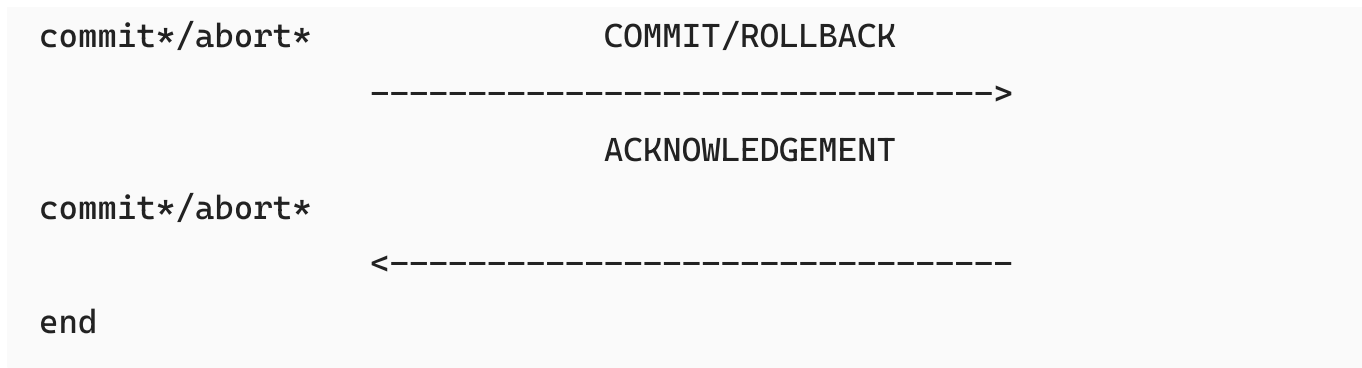 commit*/abort*               COMMIT/ROLLBACK
                 -------------------------------->
                             ACKNOWLEDGEMENT
commit*/abort*
                 <--------------------------------
end